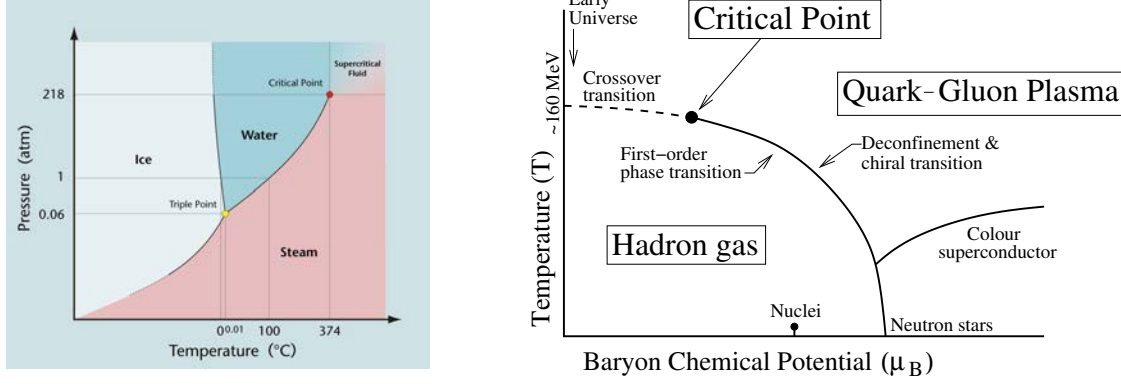 218
1
0.06
Pressure (atm)
Ice
Water
Steam
Supercritical
Fluid
Critical Point
Triple Point
0
0.01
100
374
Temperature (°C)
Early
Universe
Critical Point
Crossover
transition
~160 MeV
Quark-Gluon Plasma
First-order
phase transition
Deconfinement &
chiral transition
Temperature (T)
Hadron gas
Colour
superconductor
Nuclei
Neutron stars
Baryon Chemical Potential (μB)